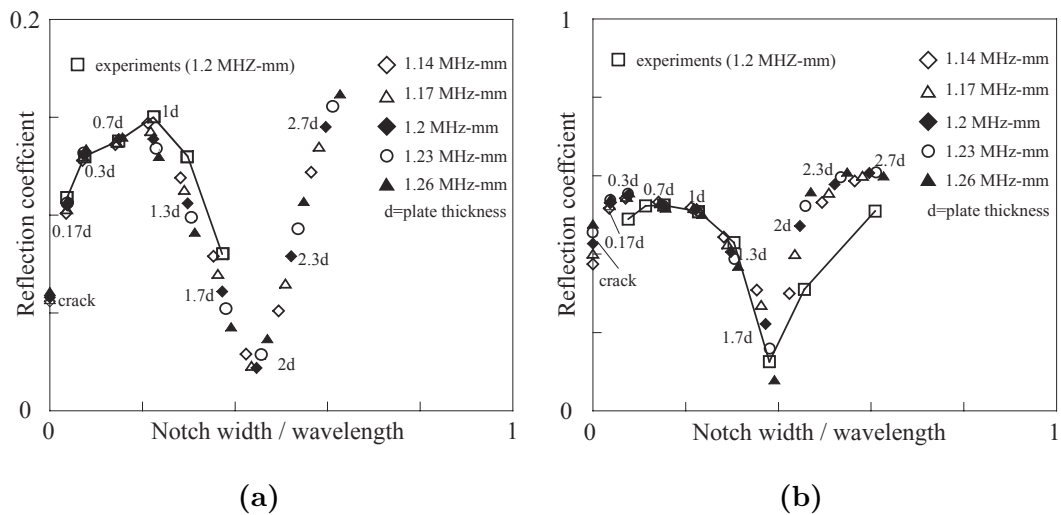 0.2
experiments (1.2 MHZ-mm)
1.14 MHz-mm
1.17 MHz-mm
1.2 MHz-mm
1.23 MHz-mm
1.26 MHz-mm
d=plate thickness
0.7d
1d
0.3d
0.17d
1.3d
2.7d
2.3d
1.7d
crack
2d
Reflection coeffcient
0
0
Notch width / wavelength
1
(a)
1
experiments (1.2 MHZ-mm)
1.14 MHz-mm
1.17 MHz-mm
1.2 MHz-mm
1.23 MHz-mm
1.26 MHz-mm
d=plate thickness
0.3d
0.7d
1d
2.3d
2.7d
0.17d
2d
crack
1.3d
1.7d
Reflection coeffcient
0
0
Notch width / wavelength
1
(b)